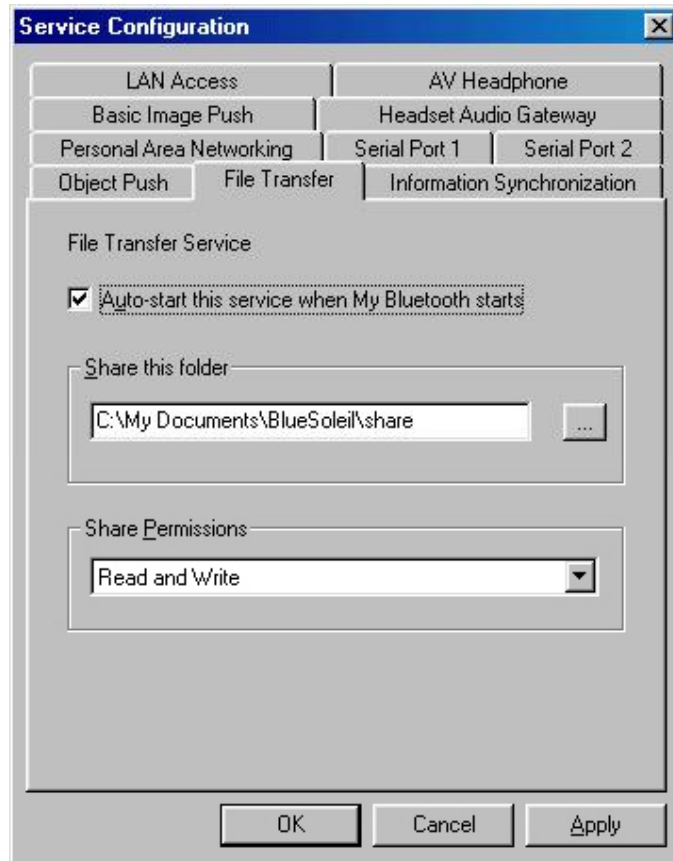 Service Configuration
LAN Access
AV Headphone
Basic Image Push
Headset Audio Gateway
Personal Area Networking
Serial Port 1
Serial Port 2
Object Push
File Transfer
Information Synchronization
File Transfer Service
Auto-start this service when My Bluetooth starts
Share this folder
C:\My Documents\BlueSoleil\share
...
Share Permissions
Read and Write
OK
Cancel
Apply